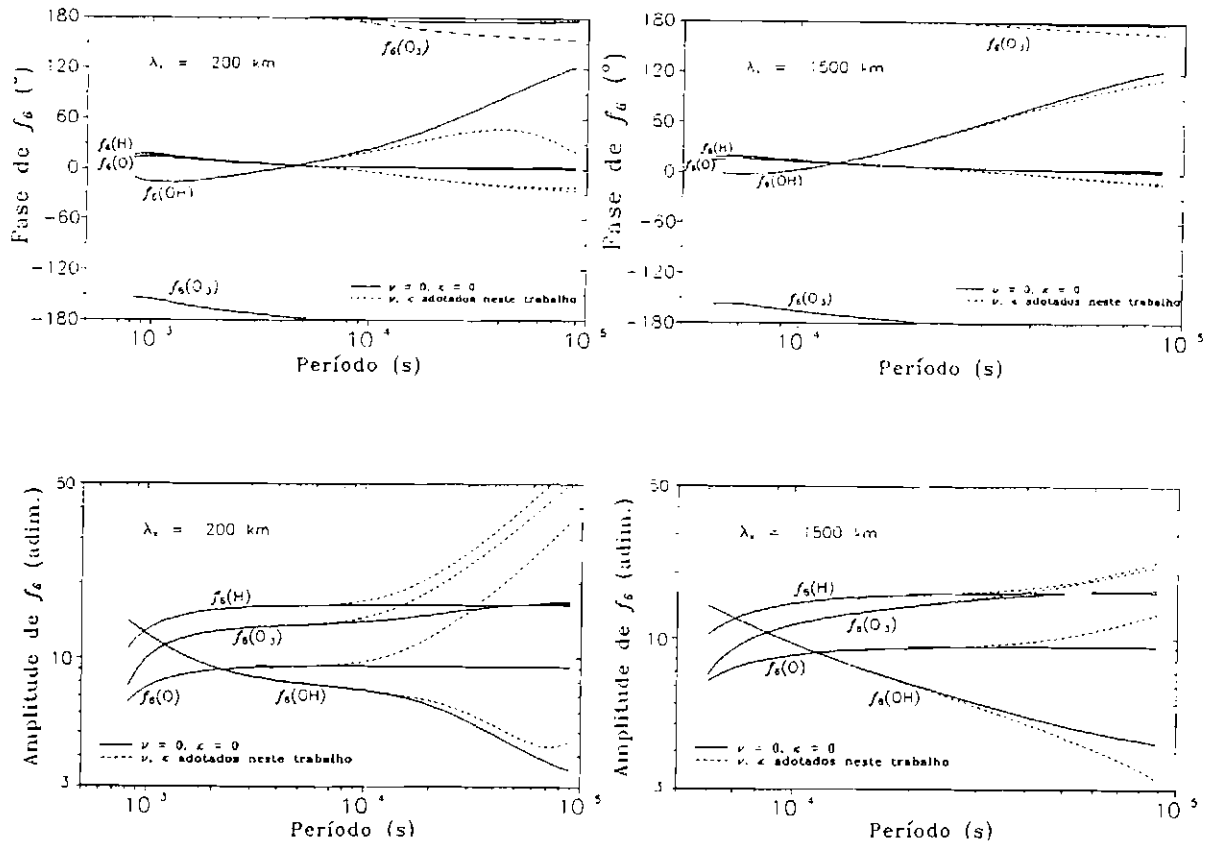 180
120
60
0
−60
−120
−180
Fase de f₆ (°)
f₆(O₃)
200 km
f₆(H)
f₆(O)
f₆(OH)
f₆(O₃)
ν = 0, κ = 0
ν, κ adotados neste trabalho
10³
10⁴
10⁵
Período (s)
180
120
60
0
−60
−120
−180
Fase de f₆ (°)
f₆(O₃)
1500 km
f₆(H)
f₆(O)
f₆(OH)
f₆(O₃)
ν = 0, κ = 0
ν, κ adotados neste trabalho
10⁴
10⁵
Período (s)
50
10
3
Amplitude de f₆ (adim.)
λₓ = 200 km
f₆(H)
f₆(O₃)
f₆(O)
f₆(OH)
ν = 0, κ = 0
ν, κ adotados neste trabalho
10³
10⁴
10⁵
Período (s)
50
10
3
Amplitude de f₆ (adim.)
λₓ = 1500 km
f₆(H)
f₆(O₃)
f₆(O)
f₆(OH)
ν = 0, κ = 0
ν, κ adotados neste trabalho
10⁴
10⁵
Período (s)